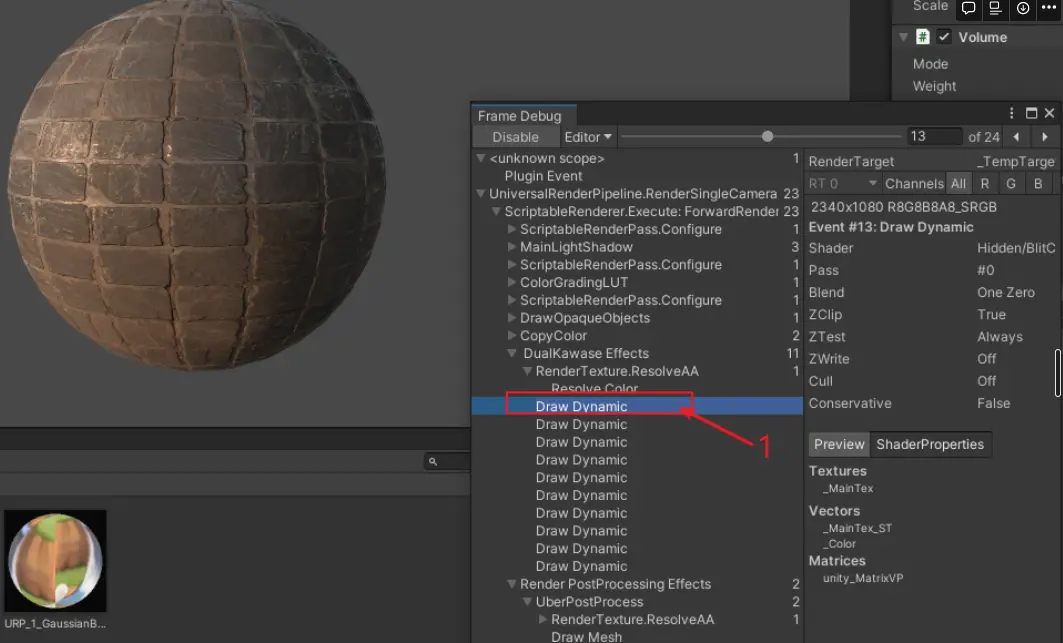 Scale
# Volume
Mode
Weight
Frame Debug
Disable Editor 13 of 24
<unknown scope> 1
Plugin Event
UniversalRenderPipeline.RenderSingleCamera 23
ScriptableRenderer.Execute: ForwardRender 23
ScriptableRenderPass.Configure 1
MainLightShadow 3
ScriptableRenderPass.Configure 1
ColorGradingLUT 1
ScriptableRenderPass.Configure 1
DrawOpaqueObjects 1
CopyColor 2
DualKawase Effects 11
RenderTexture.ResolveAA 1
Resolve Color
Draw Dynamic
Draw Dynamic
Draw Dynamic
Draw Dynamic
Draw Dynamic
Draw Dynamic
Draw Dynamic
Draw Dynamic
Draw Dynamic
Draw Dynamic
Render PostProcessing Effects 2
UberPostProcess 2
RenderTexture.ResolveAA 1
Draw Mesh
1
RenderTarget _TempTarge
RT 0 Channels All R G B
2340x1080 R8G8B8A8_SRGB
Event #13: Draw Dynamic
Shader Hidden/BlitC
Pass #0
Blend One Zero
ZClip True
ZTest Always
ZWrite Off
Cull Off
Conservative False
Preview ShaderProperties
Textures
_MainTex
Vectors
_MainTex_ST
_Color
Matrices
unity_MatrixVP
URP_1_GaussianB...